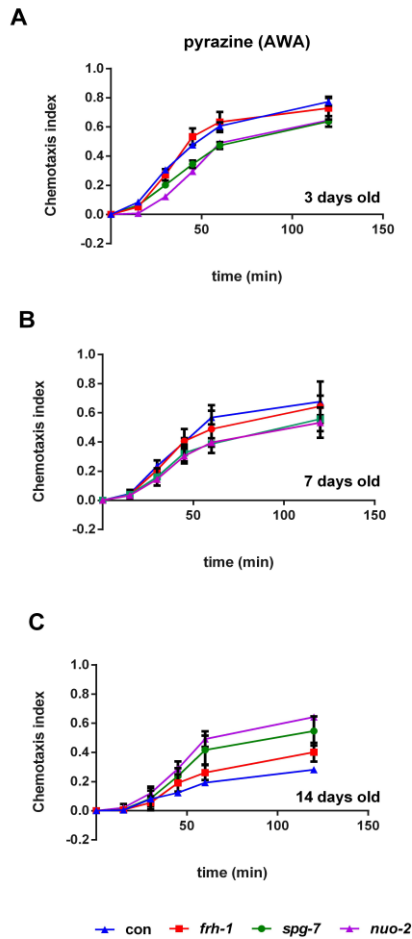 A
pyrazine (AWA)
Chemotaxis index
1.0
0.8
0.6
0.4
0.2
0.0
-0.2
50
100
150
3 days old
time (min)
B
Chemotaxis index
1.0
0.8
0.6
0.4
0.2
0.0
-0.2
50
100
150
7 days old
time (min)
C
Chemotaxis index
1.0
0.8
0.6
0.4
0.2
0.0
-0.2
50
100
150
14 days old
time (min)
con frh-1 spg-7 nuo-2